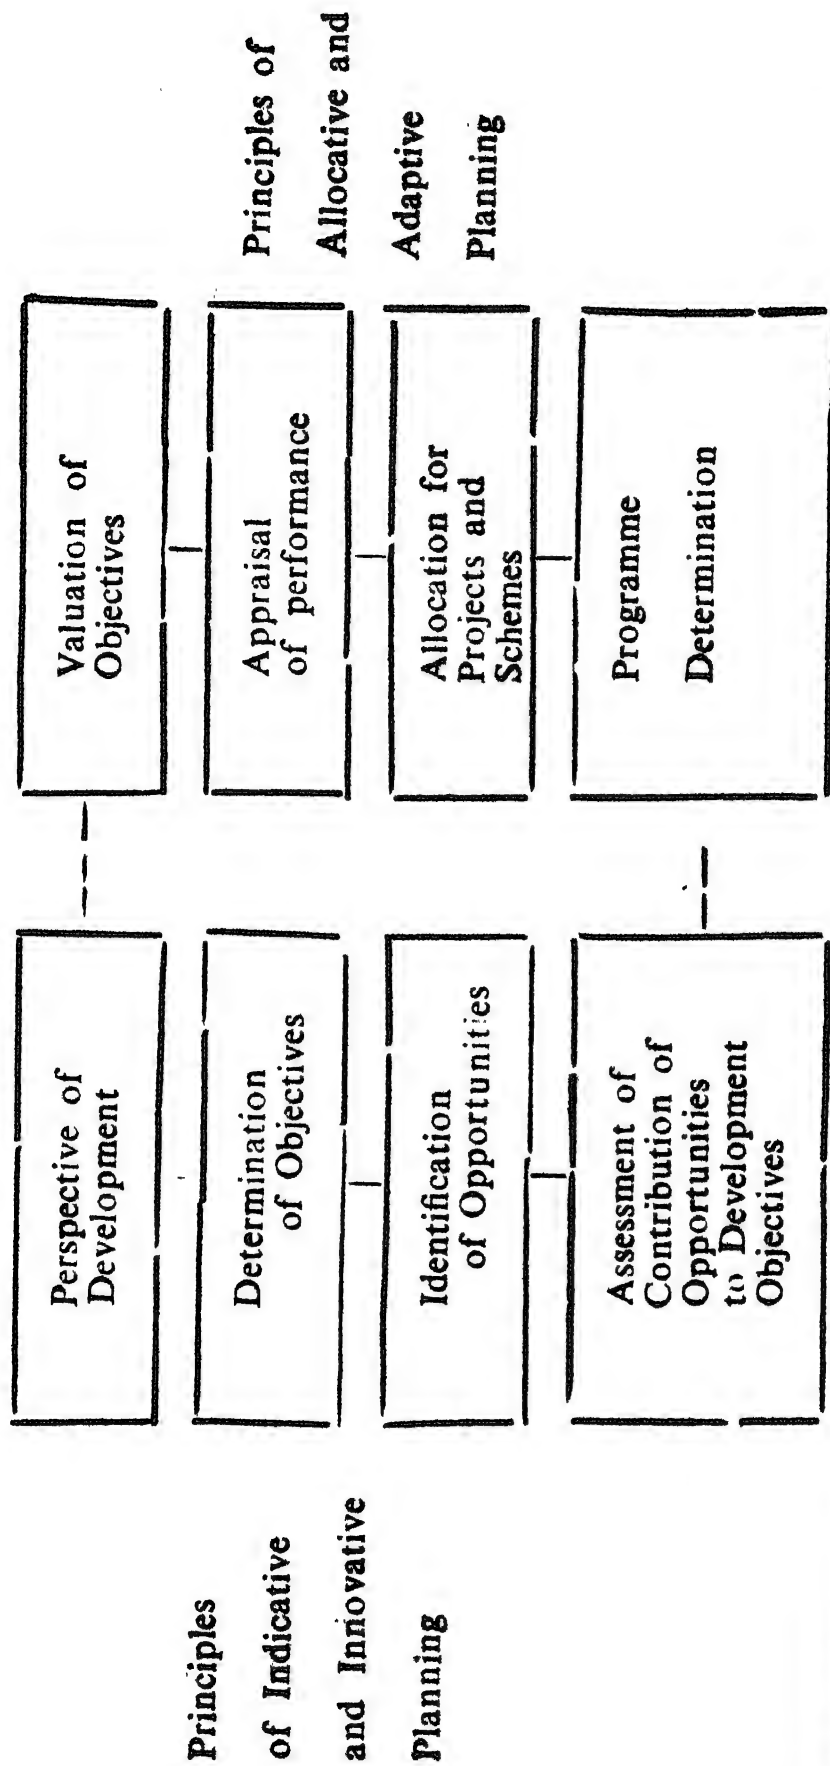 Principles
of Indicative
and Innovative
Planning
Perspective of
Development
Determination
of Objectives
Identification
of Opportunities
Assessment of
Contribution of
Opportunities
to Development
Objectives
Valuation of
Objectives
Appraisal
of performance
Allocation for
Projects and
Schemes
Programme
Determination
Principles of
Allocative and
Adaptive
Planning